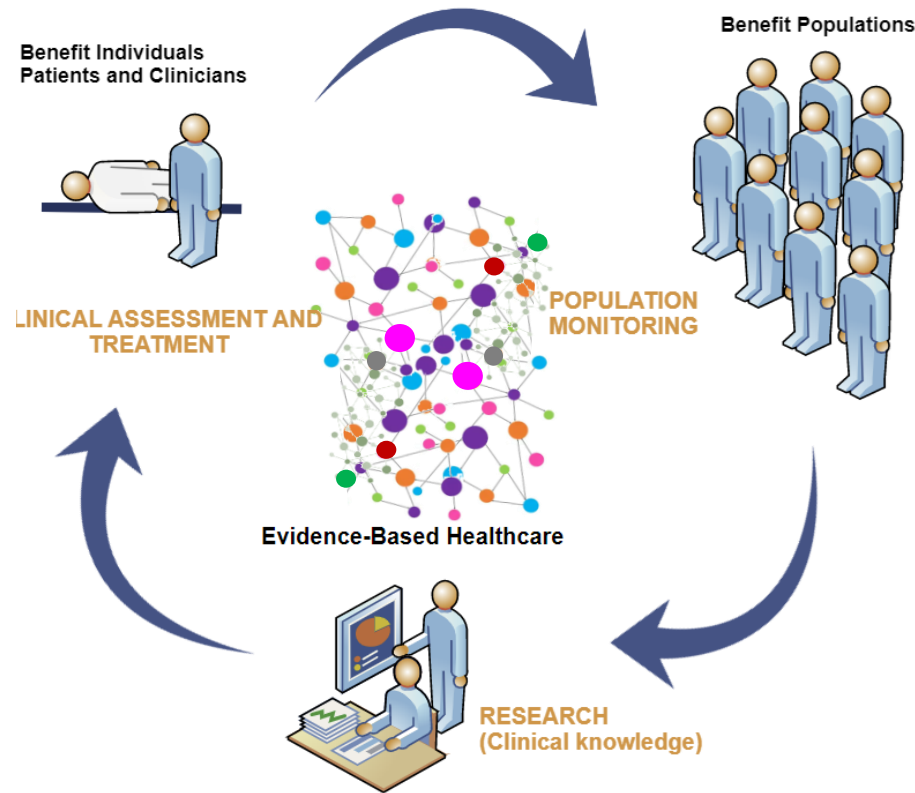 Benefit Individuals
Patients and Clinicians
Benefit Populations
LINICAL ASSESSMENT AND
TREATMENT
POPULATION
MONITORING
Evidence-Based Healthcare
RESEARCH
(Clinical knowledge)